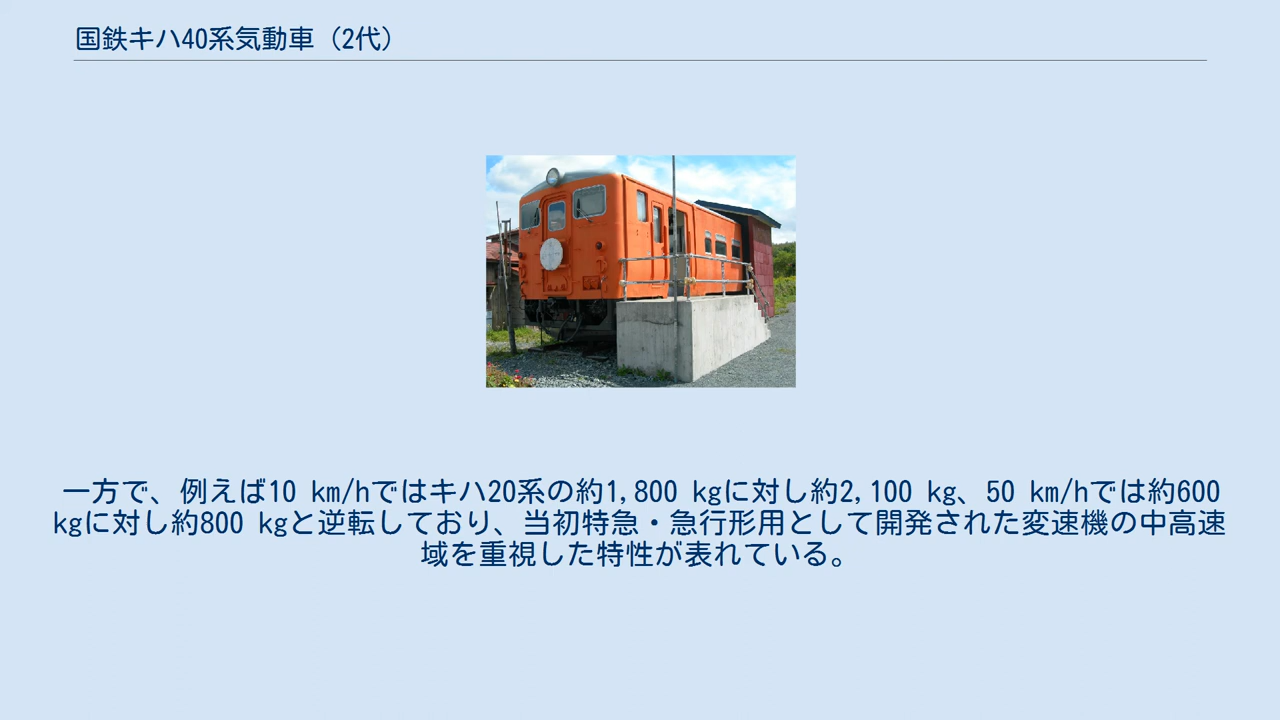 国鉄キハ40系気動車（2代）
一方で、例えば10 km/hではキハ20系の約1,800 kgに対し約2,100 kg、50 km/hでは約600
kgに対し約800 kgと逆転しており、当初特急・急行形用として開発された変速機の中高速
域を重視した特性が表れている。